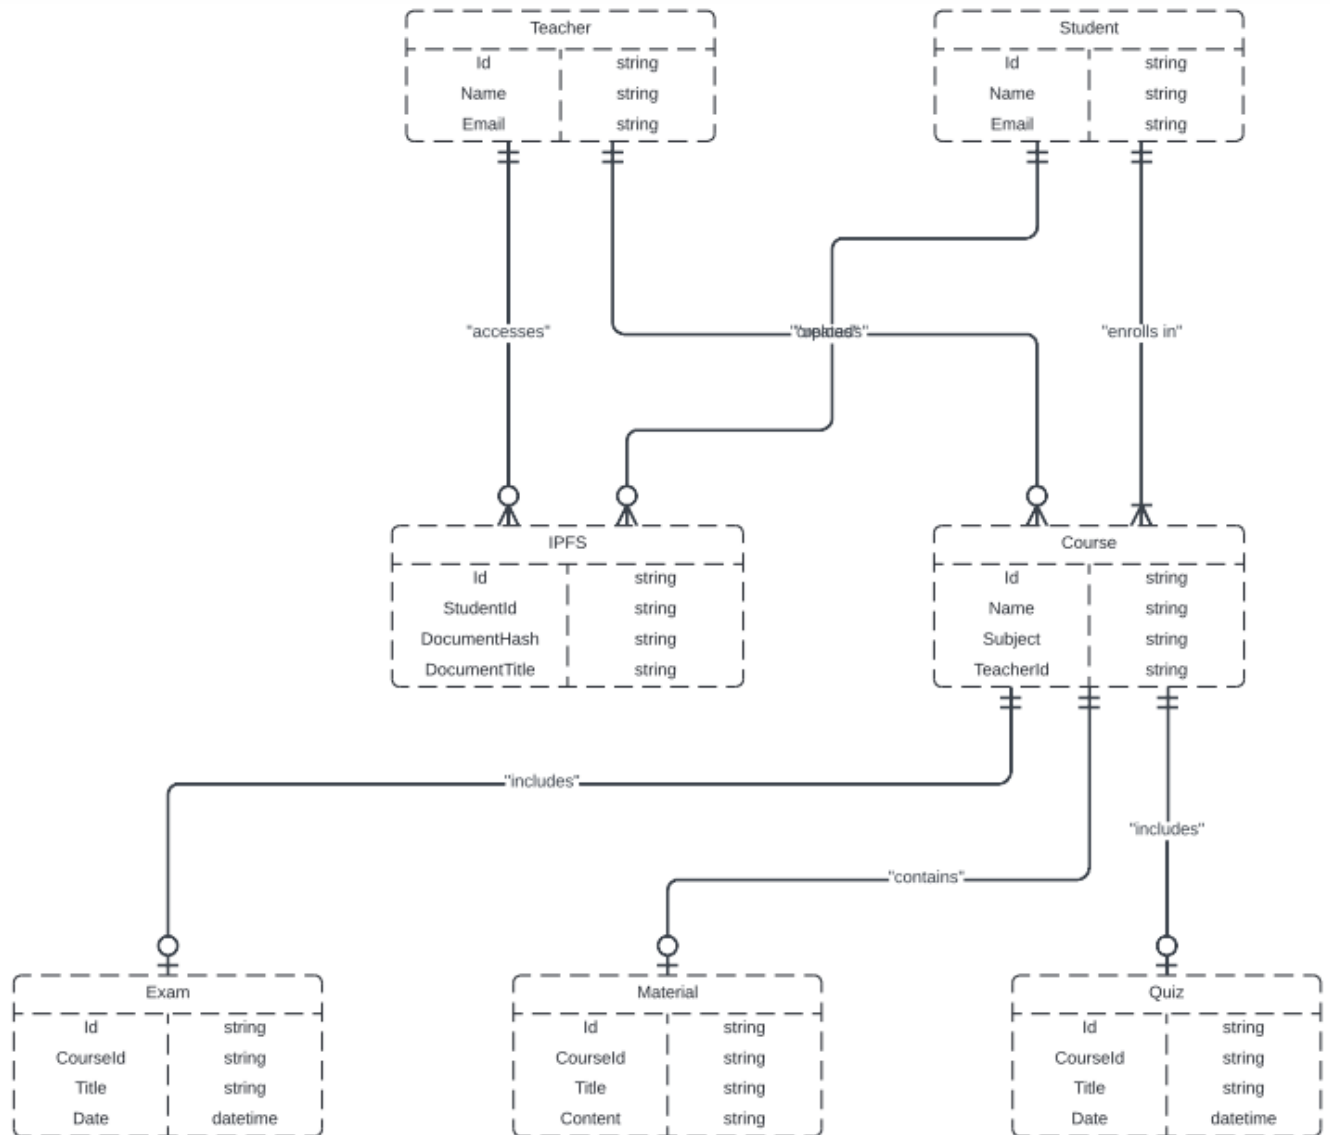 Teacher
Id string
Name string
Email string
Student
Id string
Name string
Email string
"accesses"
"enrolls in"
IPFS
Id string
StudentId string
DocumentHash string
DocumentTitle string
Course
Id string
Name string
Subject string
TeacherId string
"includes"
"includes"
"contains"
Exam
Id string
CourseId string
Title string
Date datetime
Material
Id string
CourseId string
Title string
Content string
Quiz
Id string
CourseId string
Title string
Date datetime